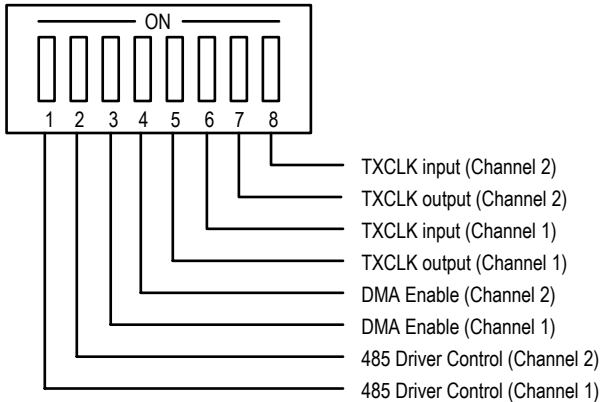 ON
1 2 3 4 5 6 7 8
TXCLK input (Channel 2)
TXCLK output (Channel 2)
TXCLK input (Channel 1)
TXCLK output (Channel 1)
DMA Enable (Channel 2)
DMA Enable (Channel 1)
485 Driver Control (Channel 2)
485 Driver Control (Channel 1)